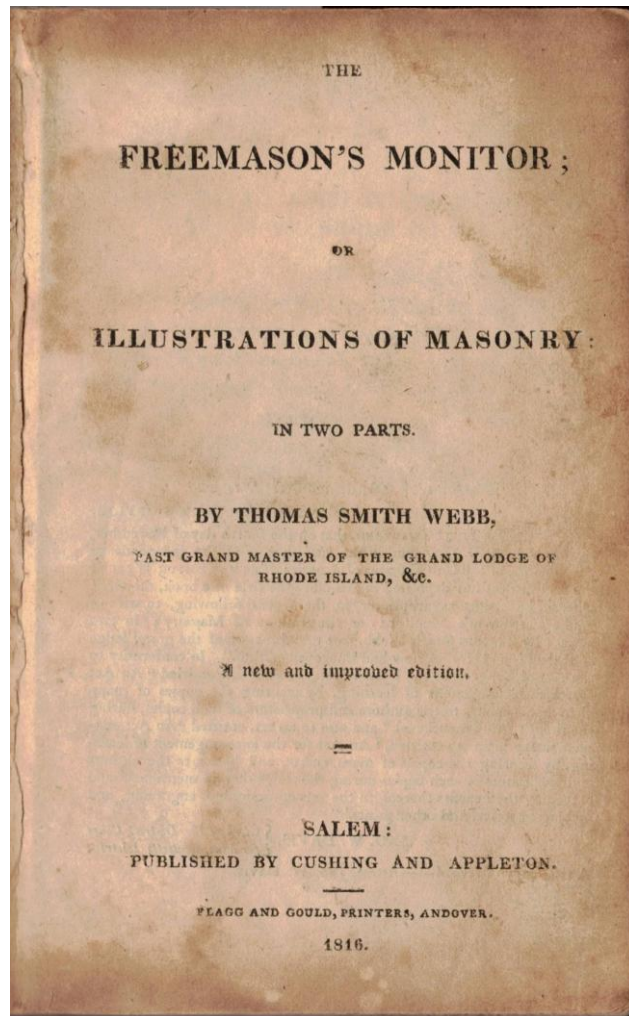 THE
FREEMASON'S MONITOR;
OR
ILLUSTRATIONS OF MASONRY:
IN TWO PARTS.
BY THOMAS SMITH WEBB,
PAST GRAND MASTER OF THE GRAND LODGE OF
RHODE ISLAND, &c.
A new and improved edition.
SALEM:
PUBLISHED BY CUSHING AND APPLETON.
FLAGG AND GOULD, PRINTERS, ANDOVER.
1816.